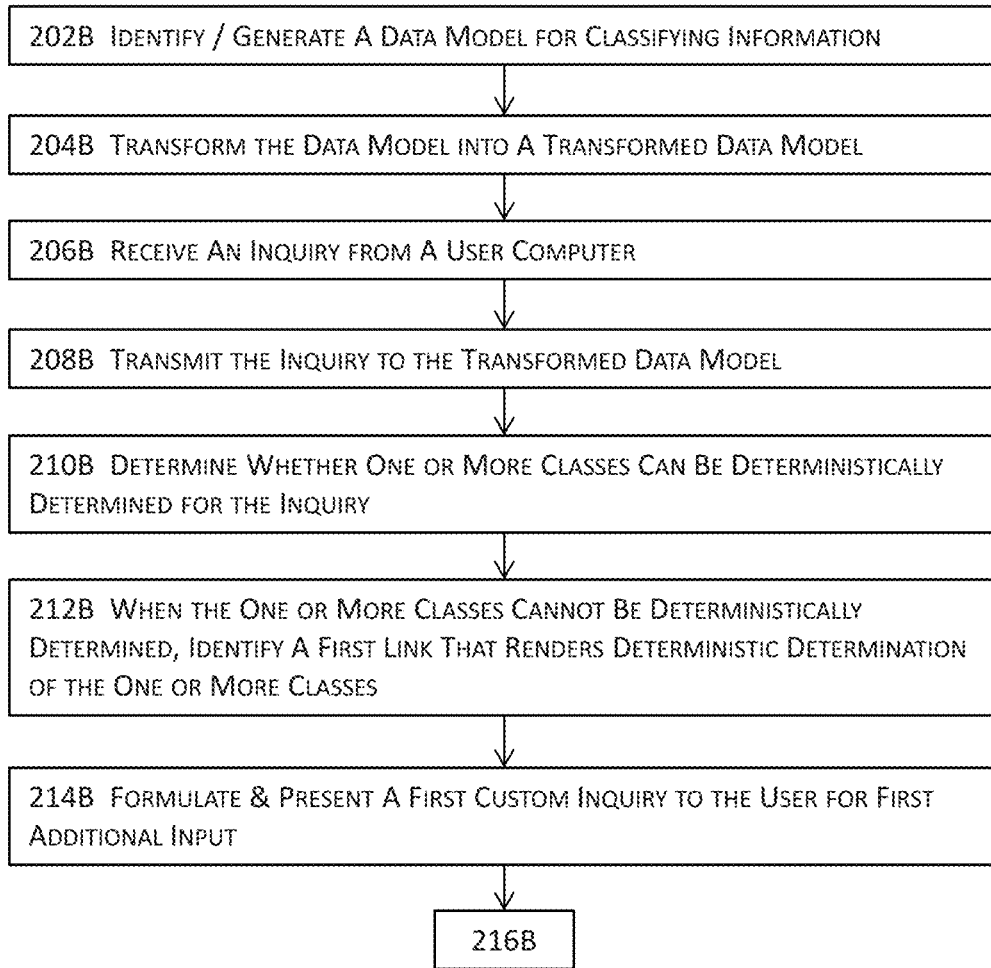 202B IDENTIFY / GENERATE A DATA MODEL FOR CLASSIFYING INFORMATION
204B TRANSFORM THE DATA MODEL INTO A TRANSFORMED DATA MODEL
206B RECEIVE AN INQUIRY FROM A USER COMPUTER
208B TRANSMIT THE INQUIRY TO THE TRANSFORMED DATA MODEL
210B DETERMINE WHETHER ONE OR MORE CLASSES CAN BE DETERMINISTICALLY
DETERMINED FOR THE INQUIRY
212B WHEN THE ONE OR MORE CLASSES CANNOT BE DETERMINISTICALLY
DETERMINED, IDENTIFY A FIRST LINK THAT RENDERS DETERMINISTIC DETERMINATION
OF THE ONE OR MORE CLASSES
214B FORMULATE & PRESENT A FIRST CUSTOM INQUIRY TO THE USER FOR FIRST
ADDITIONAL INPUT
216B